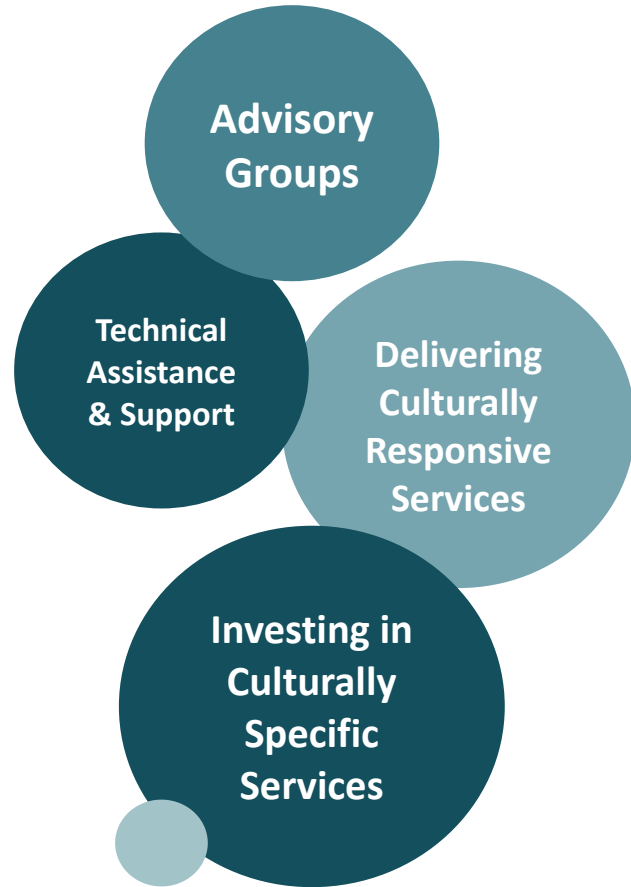 Advisory
Groups
Technical
Assistance
& Support
Delivering
Culturally
Responsive
Services
Investing in
Culturally
Specific
Services